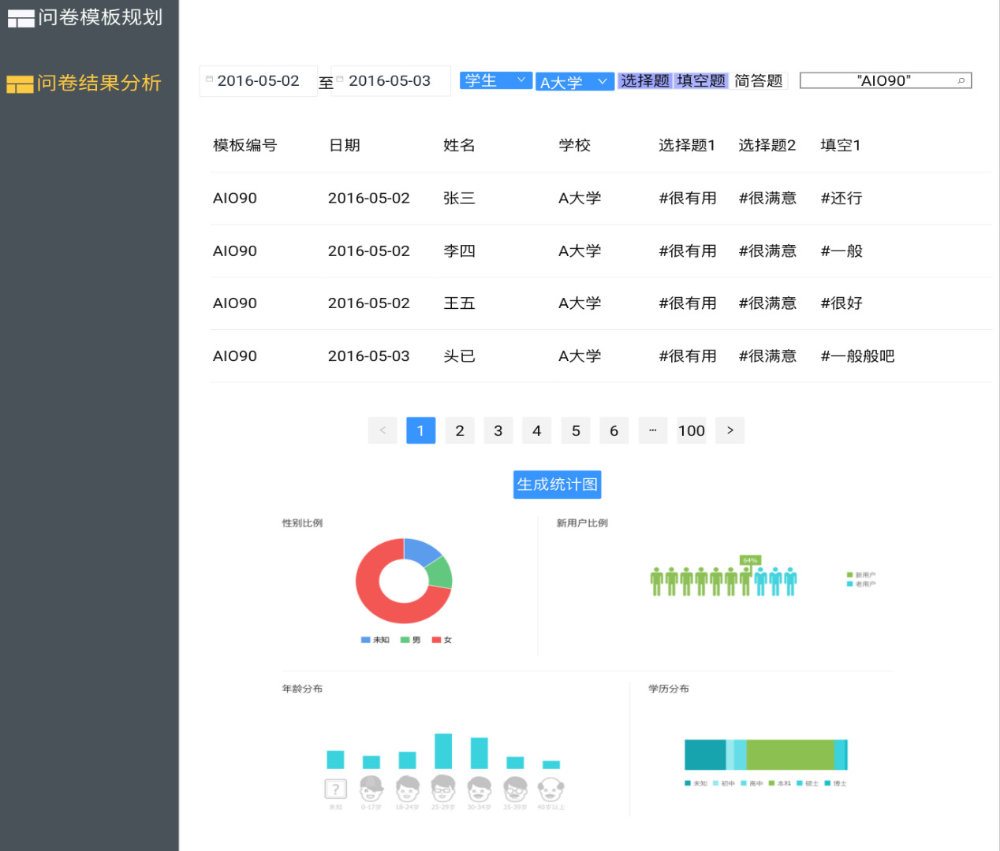 问卷模板规划
问卷结果分析
2016-05-02 至 2016-05-03 学生 A大学 选择题 填空题 简答题 "AIO90"
模板编号 日期 姓名 学校 选择题1 选择题2 填空1
AIO90 2016-05-02 张三 A大学 #很有用 #很满意 #还行
AIO90 2016-05-02 李四 A大学 #很有用 #很满意 #一般
AIO90 2016-05-02 王五 A大学 #很有用 #很满意 #很好
AIO90 2016-05-03 头已 A大学 #很有用 #很满意 #一般般吧
< 1 2 3 4 5 6 ··· 100 >
生成统计图
性别比例 新用户比例
64%
新用户
老用户
未知 男 女
年龄分布 学历分布
?
未知 初中 高中 本科 硕士 博士
未知 0-17岁 18-24岁 25-29岁 30-34岁 35-39岁 40岁以上